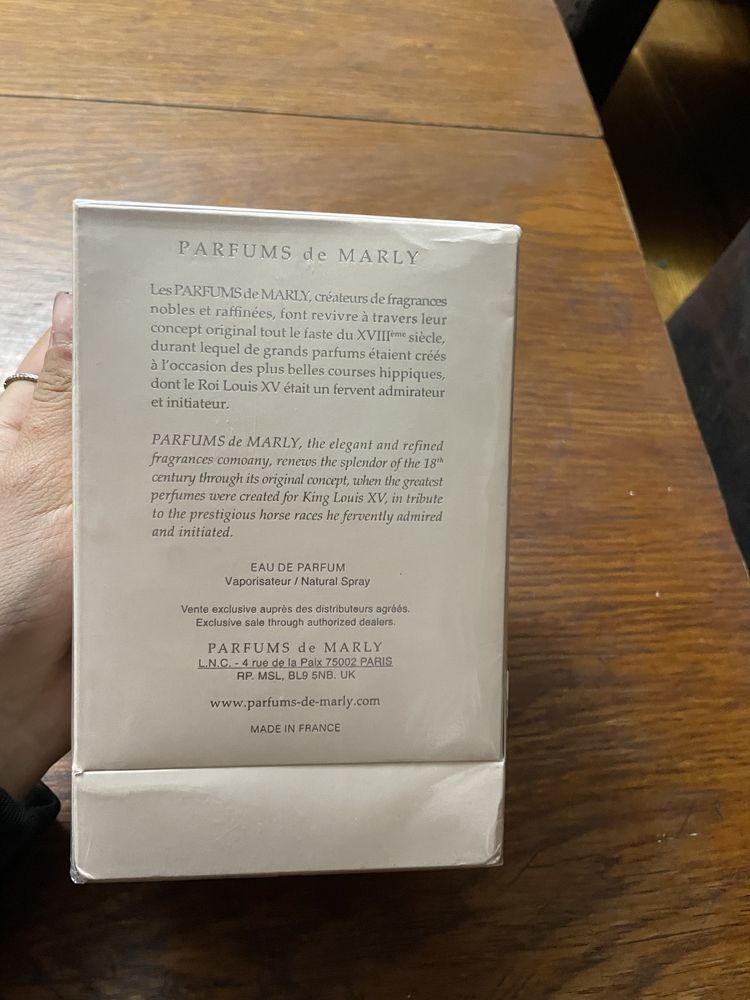 PARFUMS de MARLY
Les PARFUMS de MARLY, créateurs de fragrances
nobles et raffinées, font revivre à travers leur
concept original tout le faste du XVIIIème siècle,
durant lequel de grands parfums étaient créés
à l'occasion des plus belles courses hippiques,
dont le Roi Louis XV était un fervent admirateur
et initiateur.
PARFUMS de MARLY, the elegant and refined
fragrances comoany, renews the splendor of the 18th
century through its original concept, when the greatest
perfumes were created for King Louis XV, in tribute
to the prestigious horse races he fervently admired
and initiated.
EAU DE PARFUM
Vaporisateur / Natural Spray
Vente exclusive auprès des distributeurs agréés.
Exclusive sale through authorized dealers.
PARFUMS de MARLY
L.N.C. - 4 rue de la Paix 75002 PARIS
RP. MSL, BL9 5NB. UK
www.parfums-de-marly.com
MADE IN FRANCE